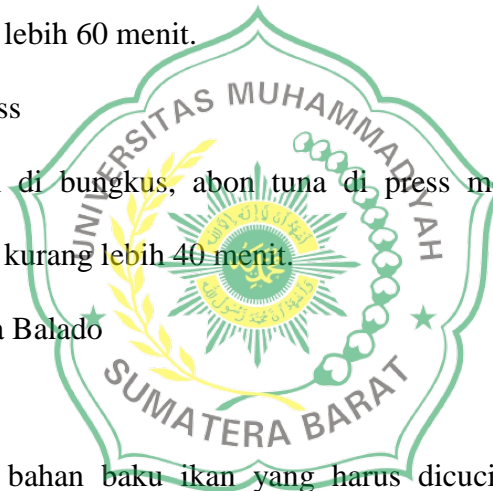 lebih 60 menit.
ss
UNIVERSITAS MUHAMMADIYAH
di bungkus, abon tuna di press m
kurang lebih 40 menit.
a Balado
SUMATERA BARAT
bahan baku ikan yang harus dicuci